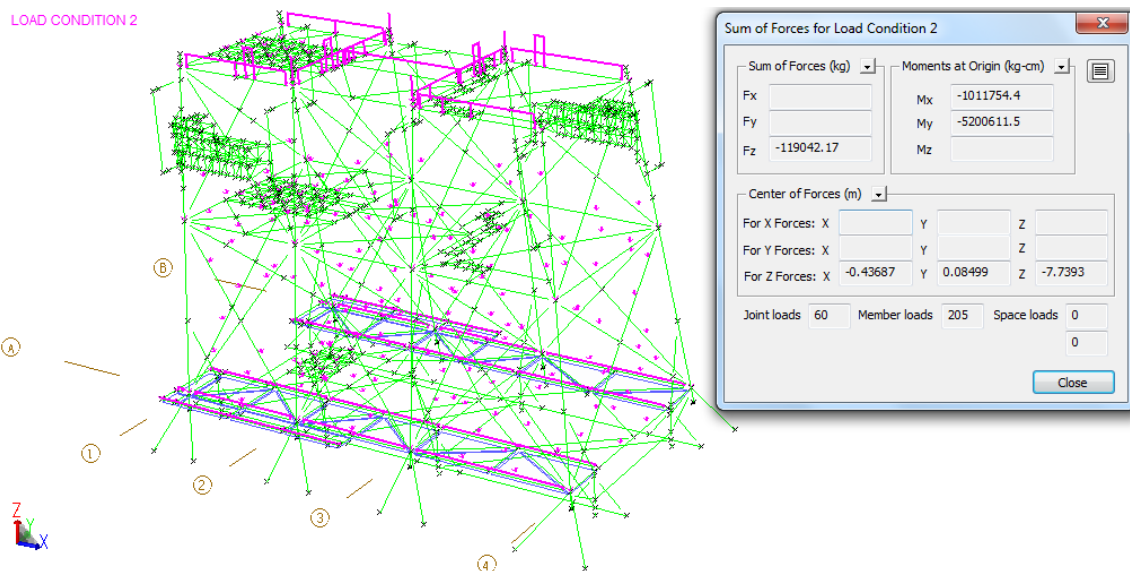 LOAD CONDITION 2
B
A
1
2
3
4
Z
Y
X
Sum of Forces for Load Condition 2
Sum of Forces (kg)
Fx
Fy
Fz -119042.17
Moments at Origin (kg-cm)
Mx -1011754.4
My -5200611.5
Mz
Center of Forces (m)
For X Forces: X Y Z
For Y Forces: X Y Z
For Z Forces: X -0.43687 Y 0.08499 Z -7.7393
Joint loads 60 Member loads 205 Space loads 0
0
Close